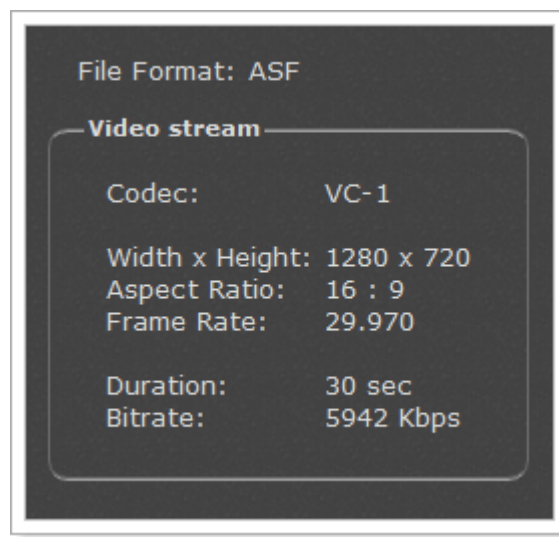 File Format: ASF
Video stream
Codec: VC-1
Width x Height: 1280 x 720
Aspect Ratio: 16 : 9
Frame Rate: 29.970
Duration: 30 sec
Bitrate: 5942 Kbps